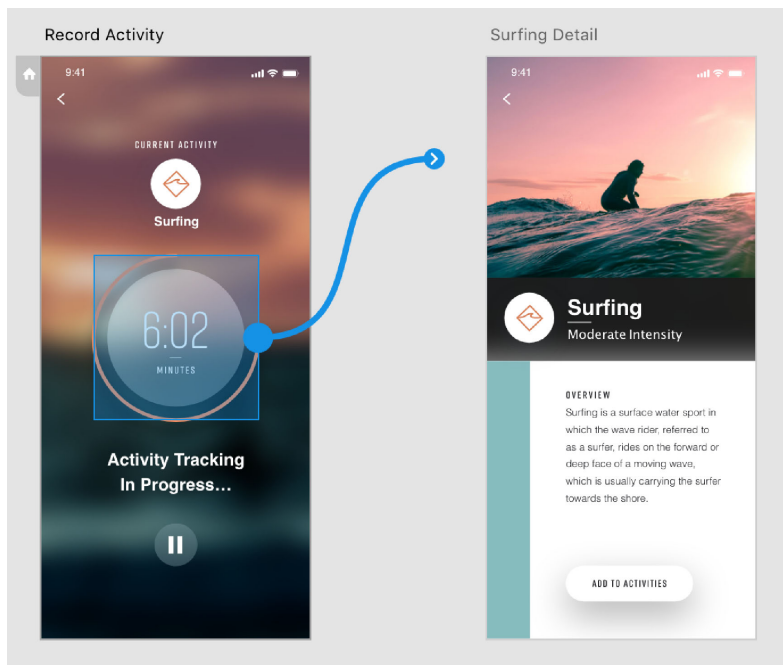 Record Activity
9:41
CURRENT ACTIVITY
Surfing
6:02
MINUTES
Activity Tracking
In Progress...
Surfing Detail
9:41
Surfing
Moderate Intensity
OVERVIEW
Surfing is a surface water sport in
which the wave rider, referred to
as a surfer, rides on the forward or
deep face of a moving wave,
which is usually carrying the surfer
towards the shore.
ADD TO ACTIVITIES